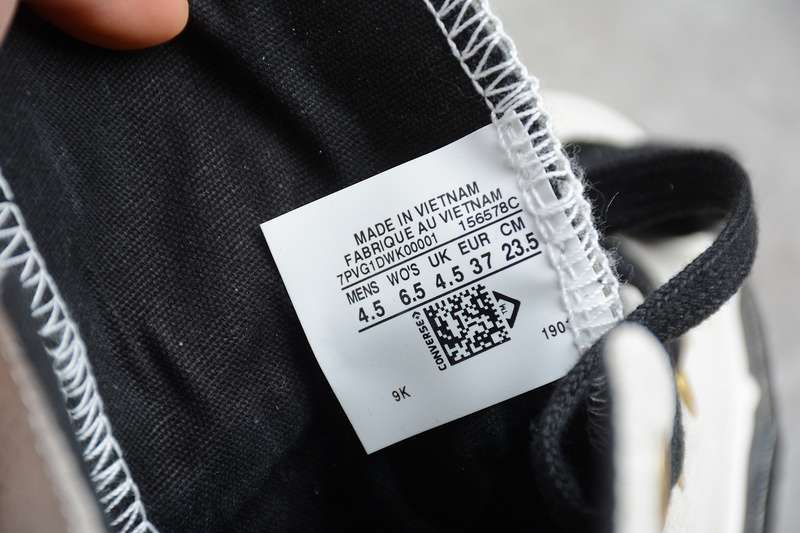 MADE IN VIETNAM
FABRIQUE AU VIETNAM
7PVG1DWK00001 156578C
MENS WO'S UK EUR CM
4.5 6.5 4.5 37 23.5
CONVERSE
190
9K